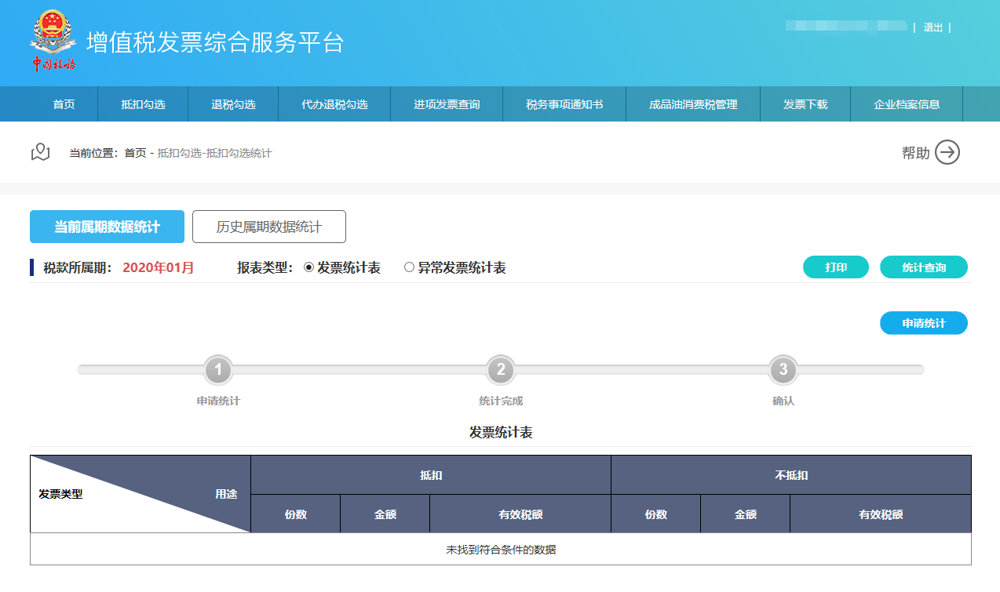 增值税发票综合服务平台
中国税务
| 退出 |
首页 抵扣勾选 退税勾选 代办退税勾选 进项发票查询 税务事项通知书 成品油消费税管理 发票下载 企业档案信息
当前位置：首页 - 抵扣勾选-抵扣勾选统计
帮助
当前属期数据统计 历史属期数据统计
税款所属期： 2020年01月 报表类型： 发票统计表 异常发票统计表 打印 统计查询
申请统计
1 2 3
申请统计 统计完成 确认
发票统计表
发票类型 用途 抵扣 不抵扣
份数 金额 有效税额 份数 金额 有效税额
未找到符合条件的数据